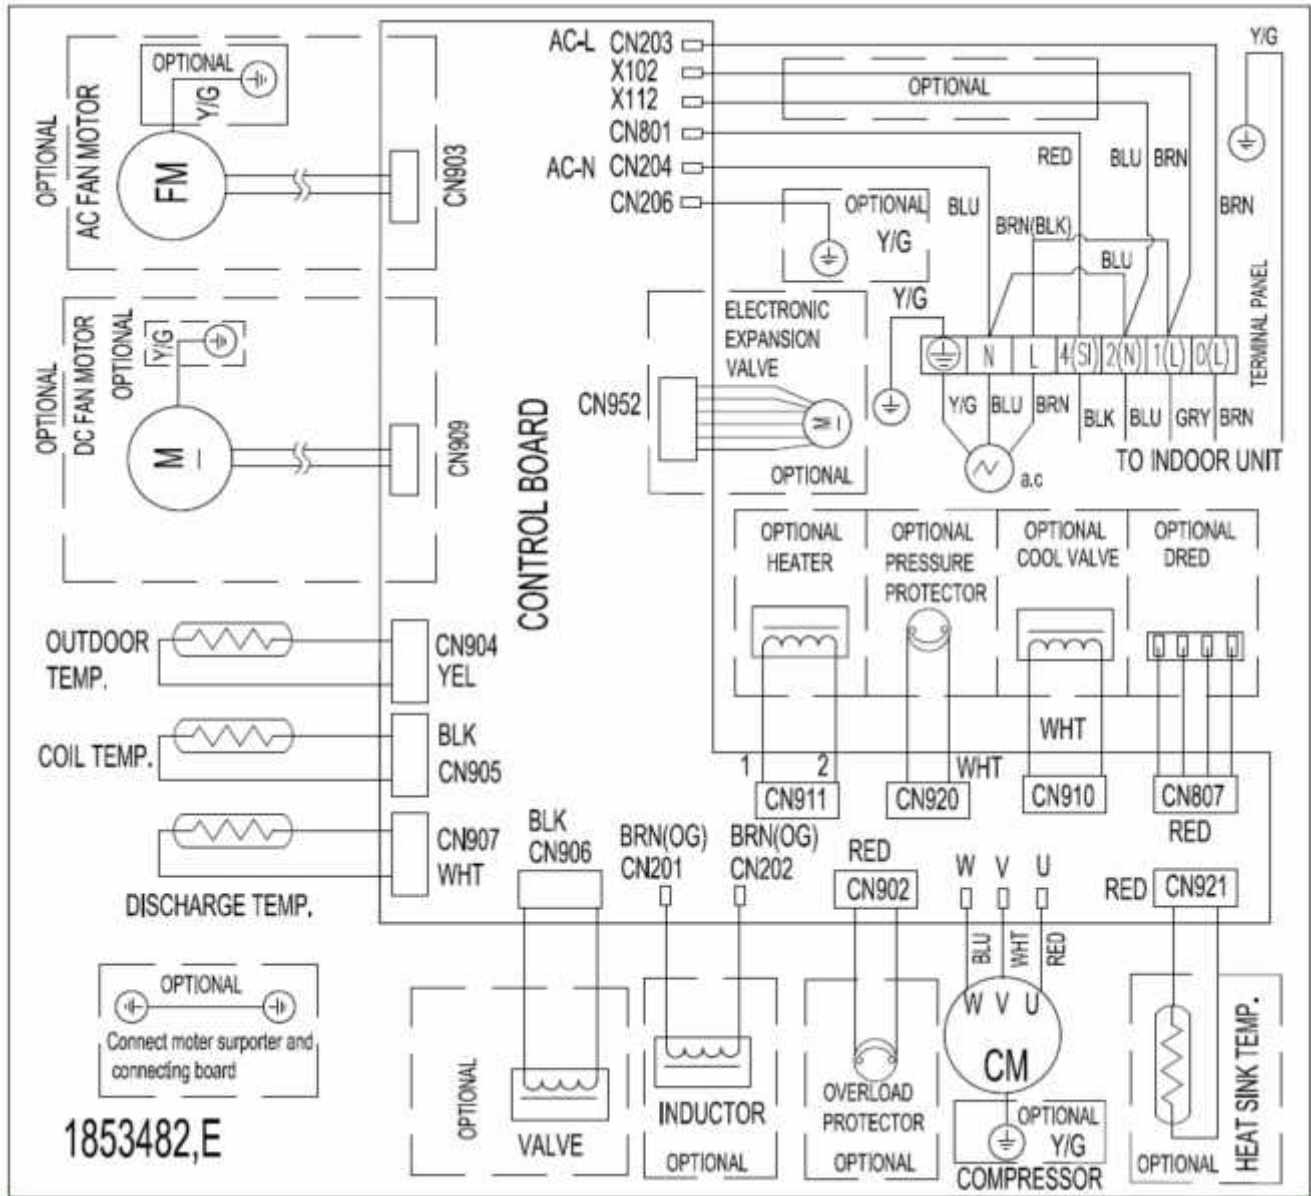 OPTIONAL
AC FAN MOTOR
OPTIONAL
Y/G
FM
CN903
AC-L CN203
X102
X112
CN801
AC-N CN204
CN206
OPTIONAL
RED
BLU
BRN
Y/G
BRN
OPTIONAL
Y/G
BLU
BRN(BLK)
BLU
Y/G
TERMINAL PANEL
N
L
4(SI)
2(N)
1(L)
0(L)
Y/G
BLU
BRN
BLK
BLU
GRY
BRN
a.c
TO INDOOR UNIT
OPTIONAL
DC FAN MOTOR
OPTIONAL
Y/G
M
CN909
CONTROL BOARD
ELECTRONIC
EXPANSION
VALVE
CN952
M
OPTIONAL
OPTIONAL
HEATER
OPTIONAL
PRESSURE
PROTECTOR
OPTIONAL
COOL VALVE
OPTIONAL
DRED
OUTDOOR
TEMP.
CN904
YEL
COIL TEMP.
BLK
CN905
CN907
WHT
DISCHARGE TEMP.
1
2
CN911
WHT
CN920
WHT
CN910
CN807
RED
BLK
CN906
BRN(OG)
CN201
BRN(OG)
CN202
RED
CN902
W
V
U
RED
CN921
BLU
WHT
RED
OPTIONAL
Connect moter surporter and
connecting board
1853482,E
OPTIONAL
VALVE
INDUCTOR
OPTIONAL
OVERLOAD
PROTECTOR
OPTIONAL
W V U
CM
OPTIONAL
Y/G
COMPRESSOR
HEAT SINK TEMP.
OPTIONAL